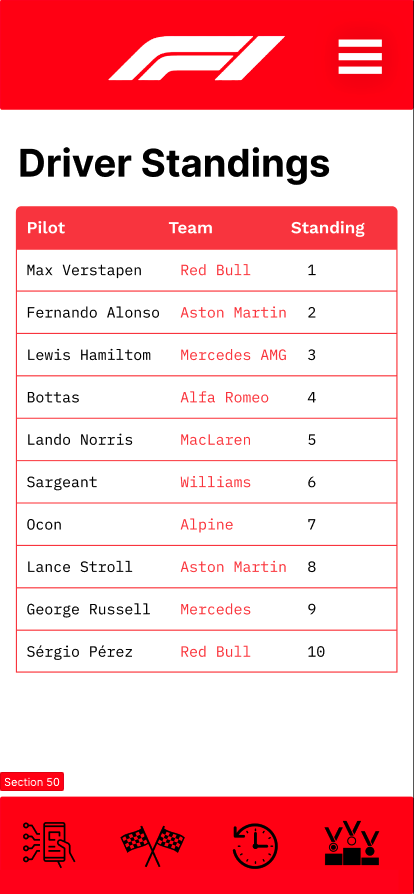 F1
Driver Standings
Pilot Team Standing
Max Verstapen Red Bull 1
Fernando Alonso Aston Martin 2
Lewis Hamiltom Mercedes AMG 3
Bottas Alfa Romeo 4
Lando Norris MacLaren 5
Sargeant Williams 6
Ocon Alpine 7
Lance Stroll Aston Martin 8
George Russell Mercedes 9
Sérgio Pérez Red Bull 10
Section 50